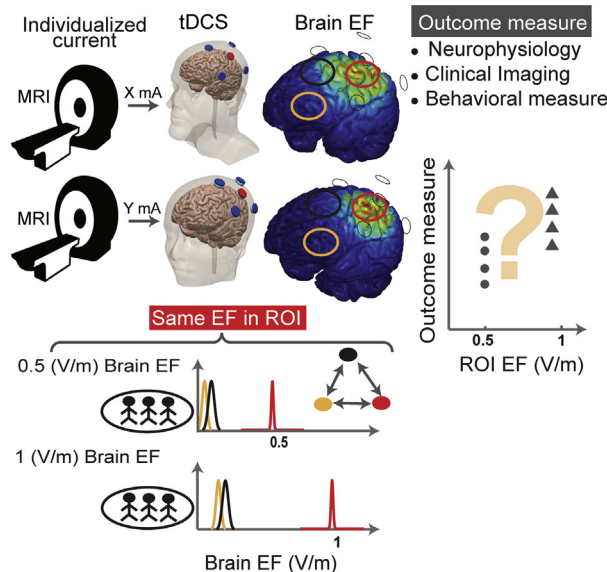 Individualized
current
tDCS
Brain EF
Outcome measure
• Neurophysiology
• Clinical Imaging
• Behavioral measure
MRI
X mA
MRI
Y mA
Outcome measure
?
0.5
1
ROI EF (V/m)
Same EF in ROI
0.5 (V/m) Brain EF
0.5
1 (V/m) Brain EF
1
Brain EF (V/m)